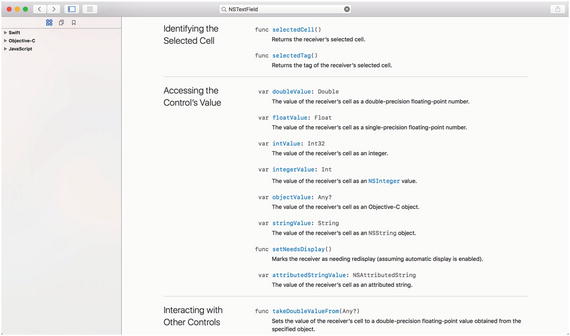 NSTextField
Swift
Objective-C
JavaScript
Identifying the
Selected Cell
func selectedCell()
Returns the receiver's selected cell.
func selectedTag()
Returns the tag of the receiver's selected cell.
Accessing the
Control's Value
var doubleValue: Double
The value of the receiver's cell as a double-precision floating-point number.
var floatValue: Float
The value of the receiver's cell as a single-precision floating-point number.
var intValue: Int32
The value of the receiver's cell as an integer.
var integerValue: Int
The value of the receiver's cell as an NSInteger value.
var objectValue: Any?
The value of the receiver's cell as an Objective-C object.
var stringValue: String
The value of the receiver's cell as an NSString object.
func setNeedsDisplay()
Marks the receiver as needing redisplay (assuming automatic display is enabled).
var attributedStringValue: NSAttributedString
The value of the receiver's cell as an attributed string.
Interacting with
Other Controls
func takeDoubleValueFrom(Any?)
Sets the value of the receiver's cell to a double-precision floating-point value obtained from the
specified object.